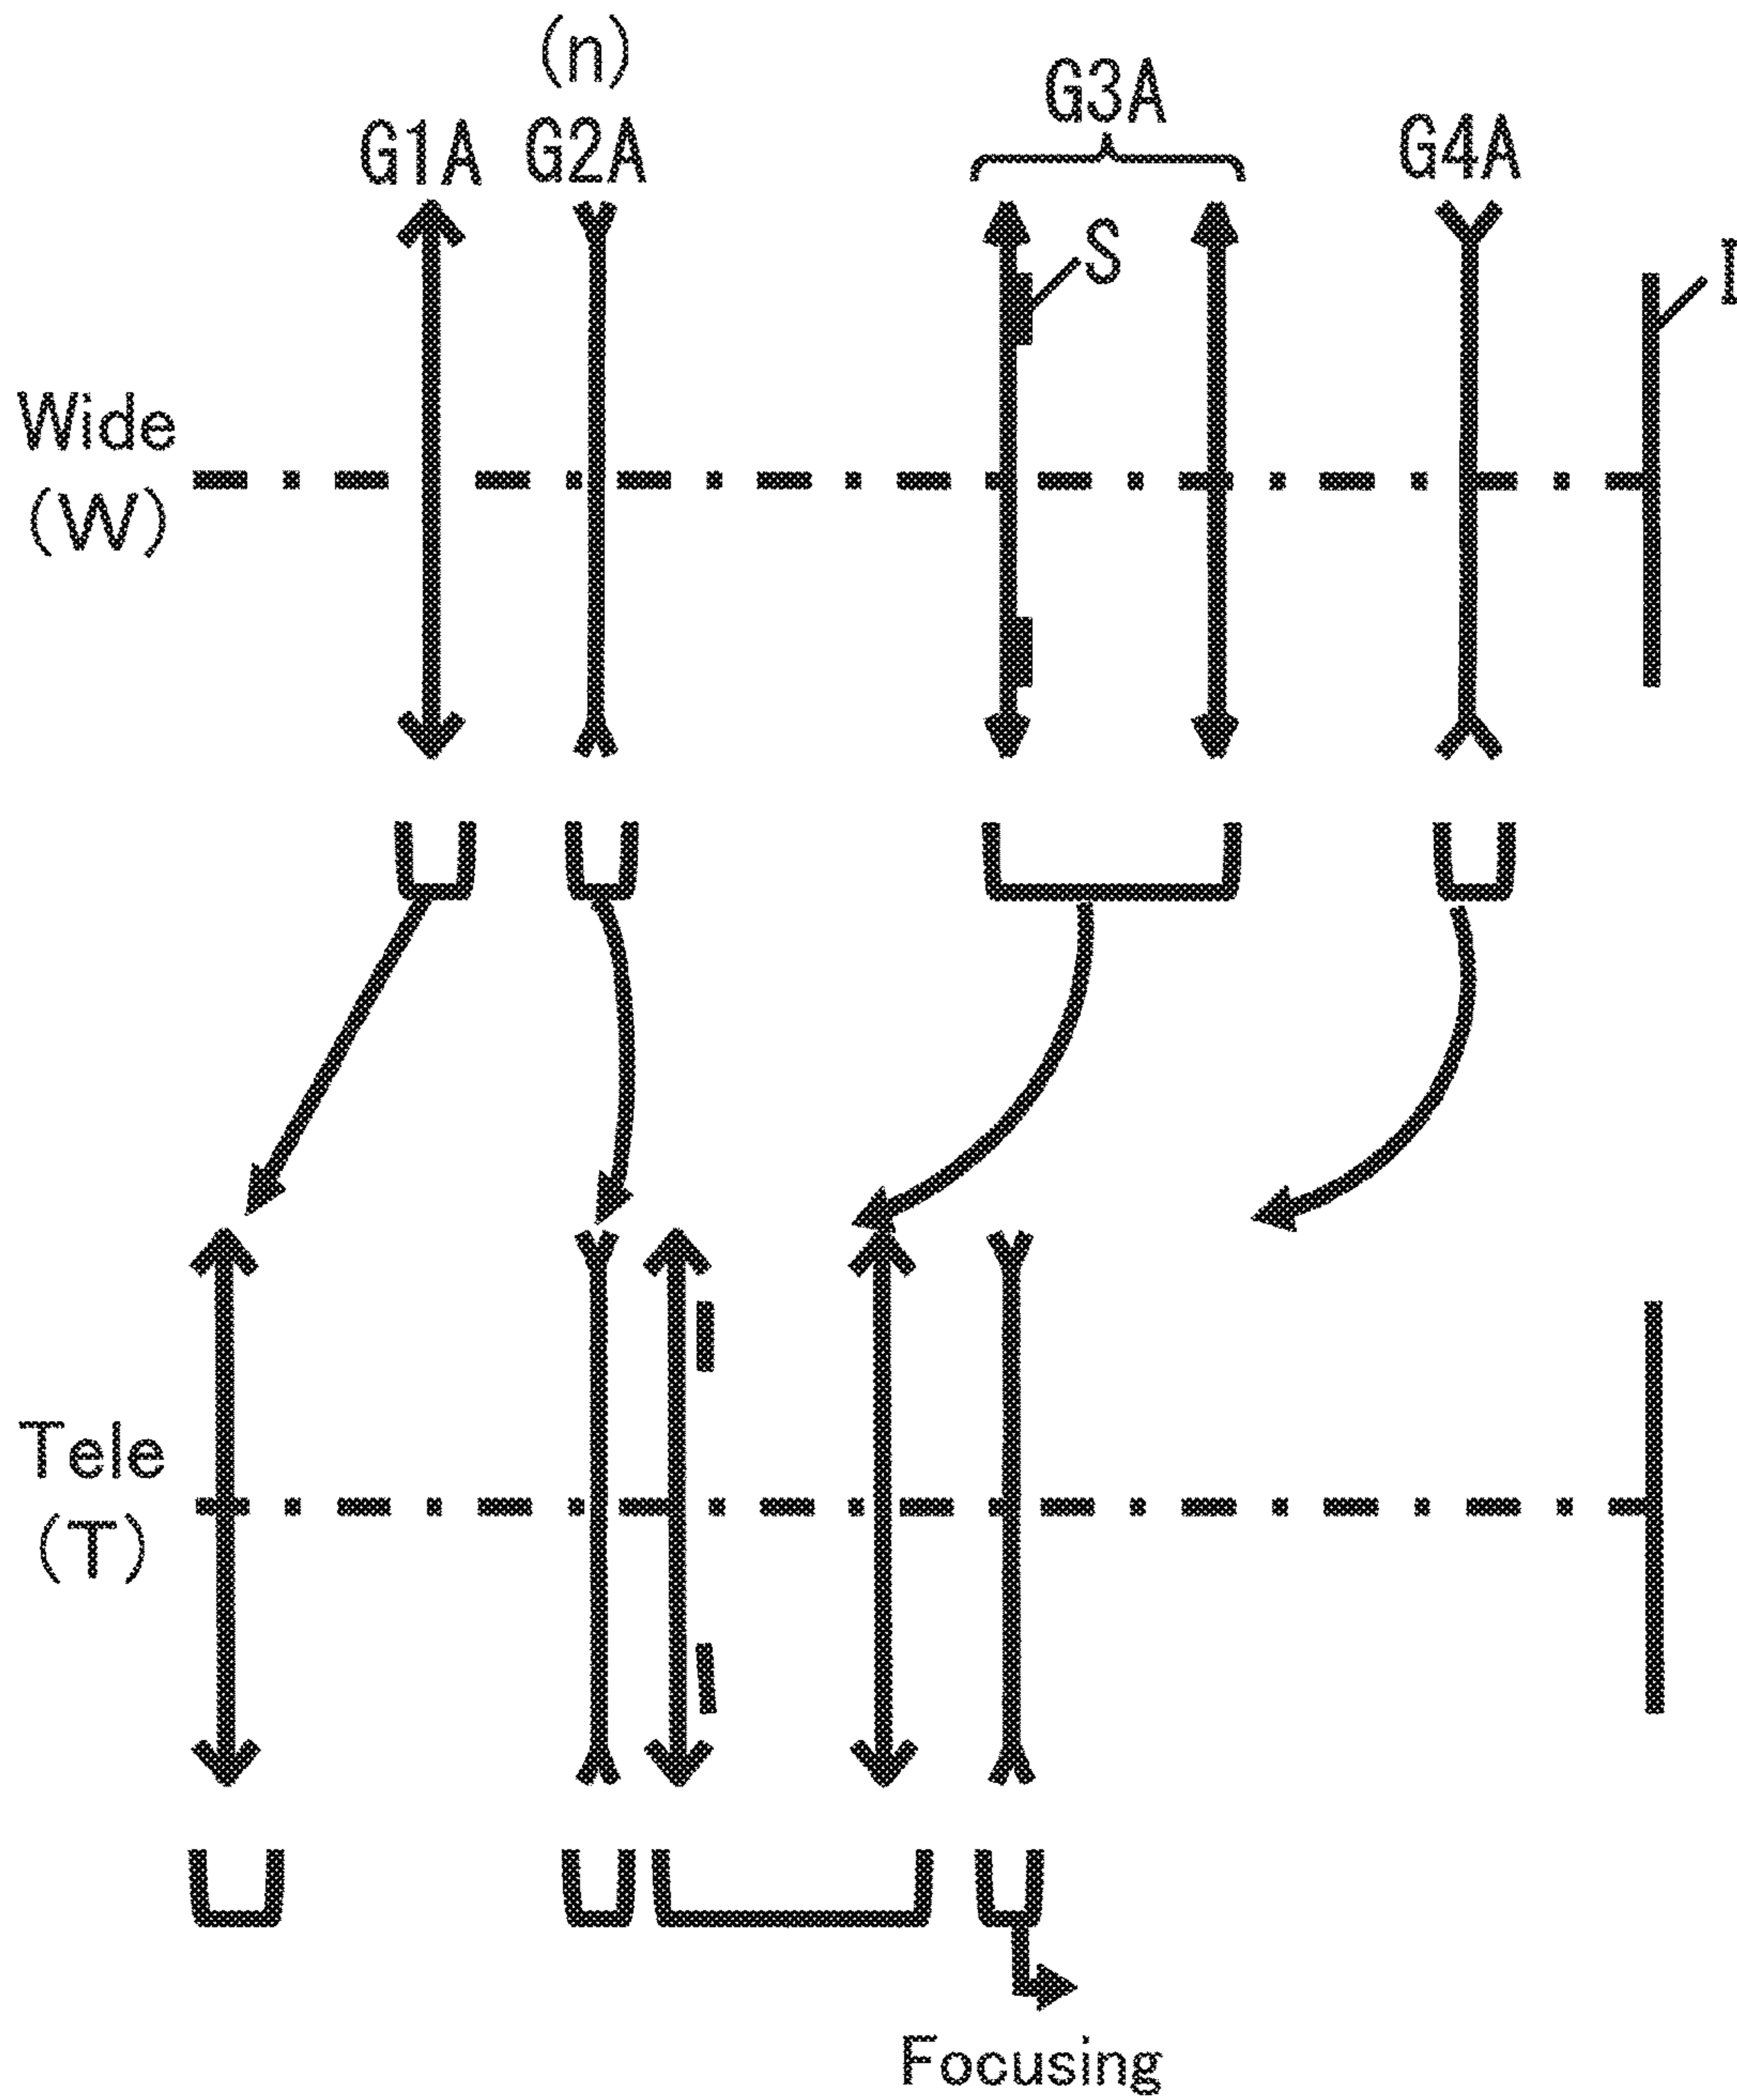 (n)
G1A G2A G3A G4A
S
I
Wide
(W)
Tele
(T)
Focusing